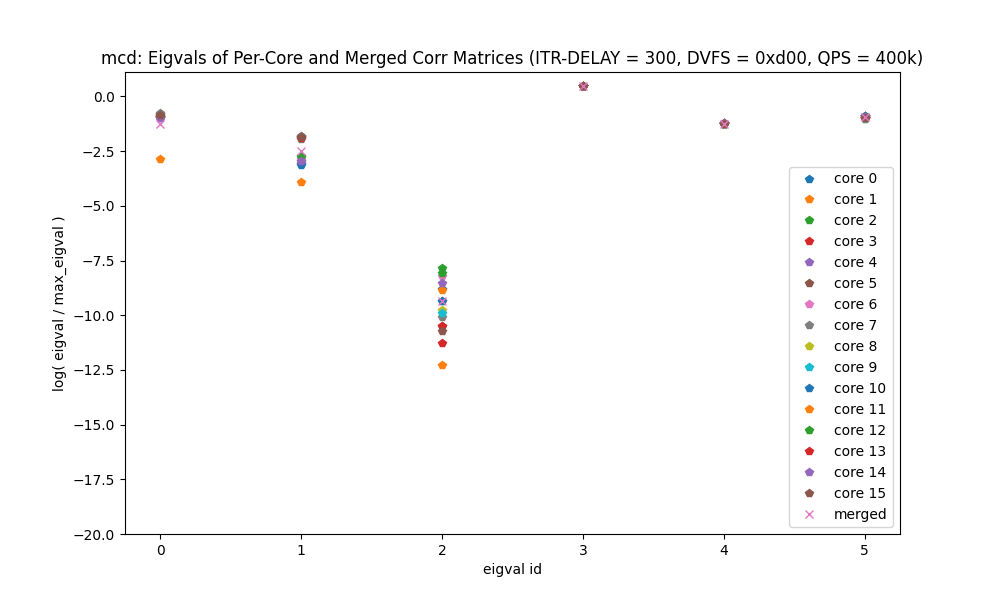 mcd: Eigvals of Per-Core and Merged Corr Matrices (ITR-DELAY = 300, DVFS = 0xd00, QPS = 400k)
log( eigval / max_eigval )
0.0
−2.5
−5.0
−7.5
−10.0
−12.5
−15.0
−17.5
−20.0
core 0
core 1
core 2
core 3
core 4
core 5
core 6
core 7
core 8
core 9
core 10
core 11
core 12
core 13
core 14
core 15
merged
0 1 2 3 4 5
eigval id